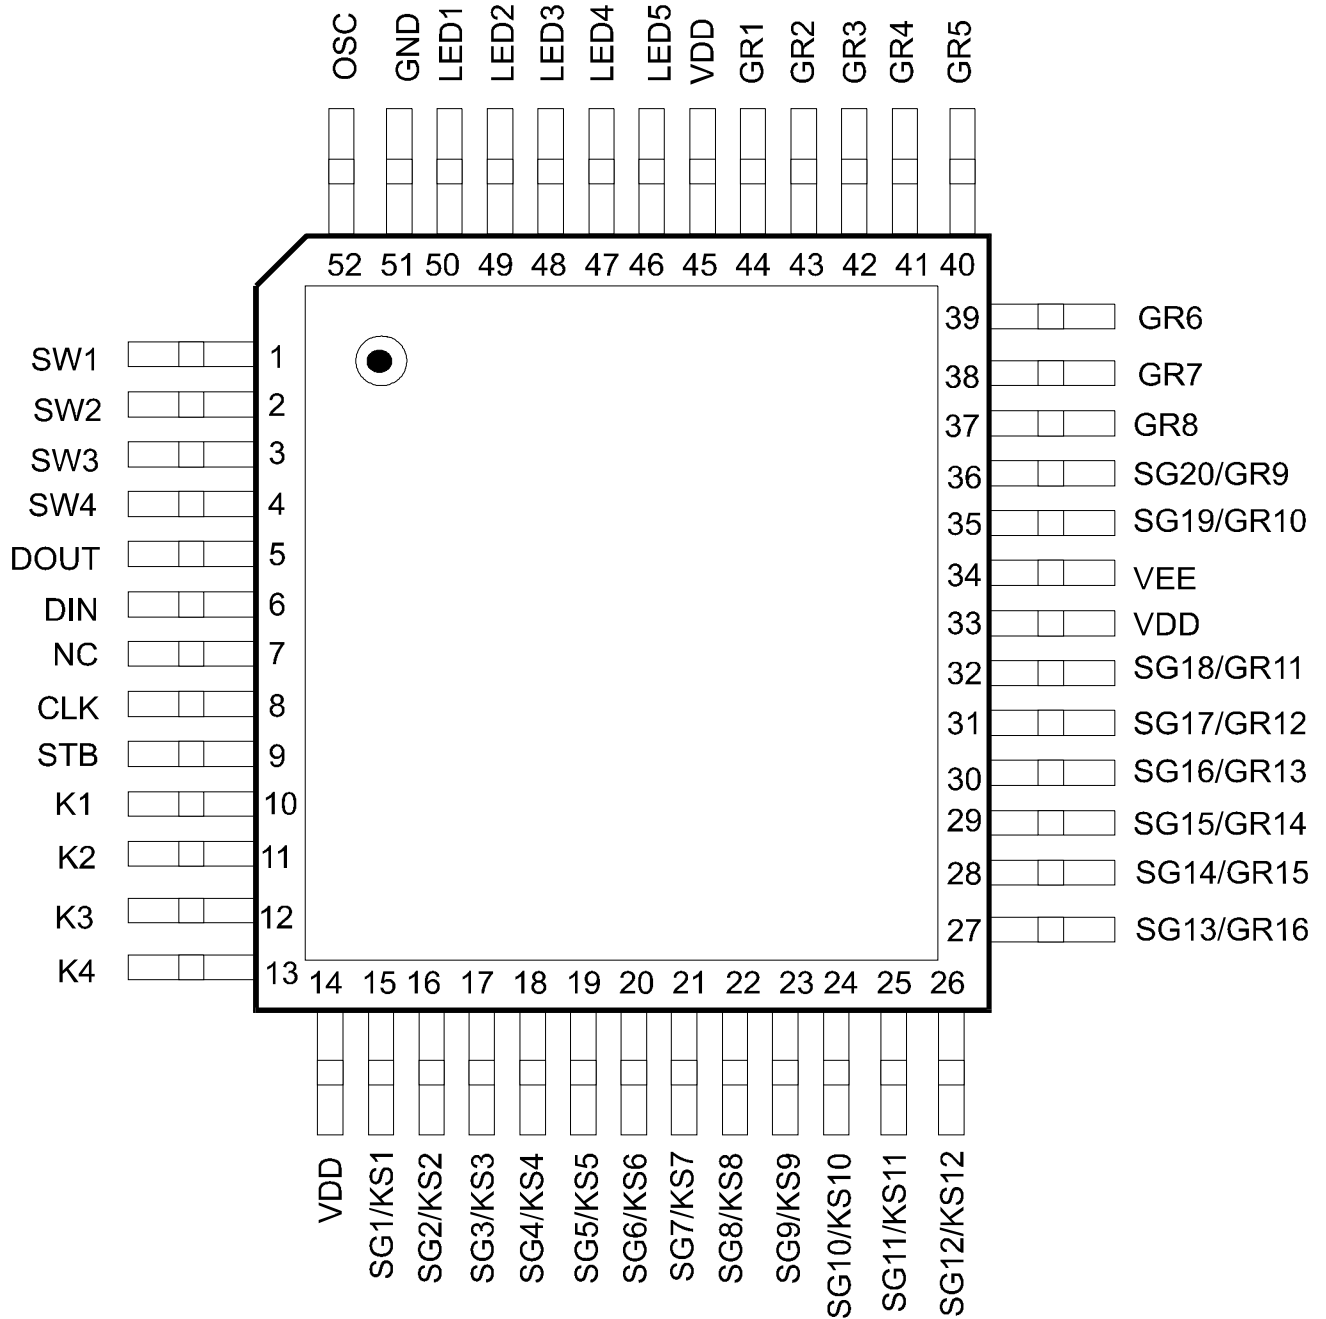 OSC
GND
LED1
LED2
LED3
LED4
LED5
VDD
GR1
GR2
GR3
GR4
GR5
52 51 50 49 48 47 46 45 44 43 42 41 40
SW1 1
SW2 2
SW3 3
SW4 4
DOUT 5
DIN 6
NC 7
CLK 8
STB 9
K1 10
K2 11
K3 12
K4 13
39 GR6
38 GR7
37 GR8
36 SG20/GR9
35 SG19/GR10
34 VEE
33 VDD
32 SG18/GR11
31 SG17/GR12
30 SG16/GR13
29 SG15/GR14
28 SG14/GR15
27 SG13/GR16
14 15 16 17 18 19 20 21 22 23 24 25 26
VDD
SG1/KS1
SG2/KS2
SG3/KS3
SG4/KS4
SG5/KS5
SG6/KS6
SG7/KS7
SG8/KS8
SG9/KS9
SG10/KS10
SG11/KS11
SG12/KS12